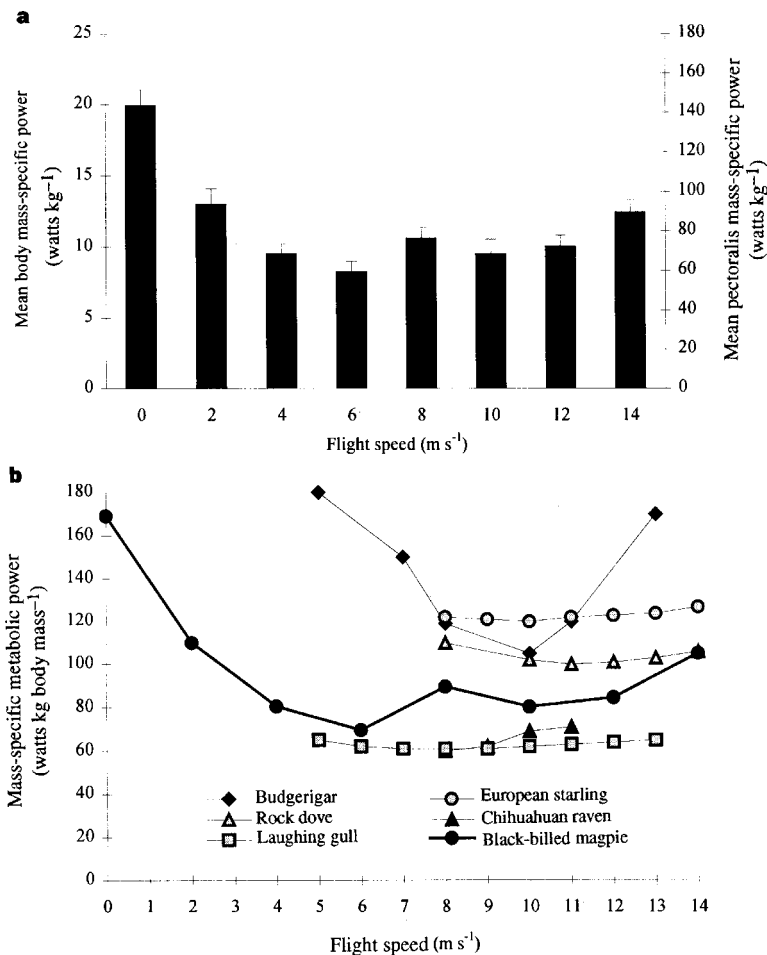 a
25
20
15
10
5
0
Mean body mass-specific power
(watts kg⁻¹)
180
160
140
120
100
80
60
40
20
0
Mean pectoralis mass-specific power
(watts kg⁻¹)
0 2 4 6 8 10 12 14
Flight speed (m s⁻¹)
b
180
160
140
120
100
80
60
40
20
0
Mass-specific metabolic power
(watts kg body mass⁻¹)
Budgerigar
Rock dove
Laughing gull
European starling
Chihuahuan raven
Black-billed magpie
0 1 2 3 4 5 6 7 8 9 10 11 12 13 14
Flight speed (m s⁻¹)